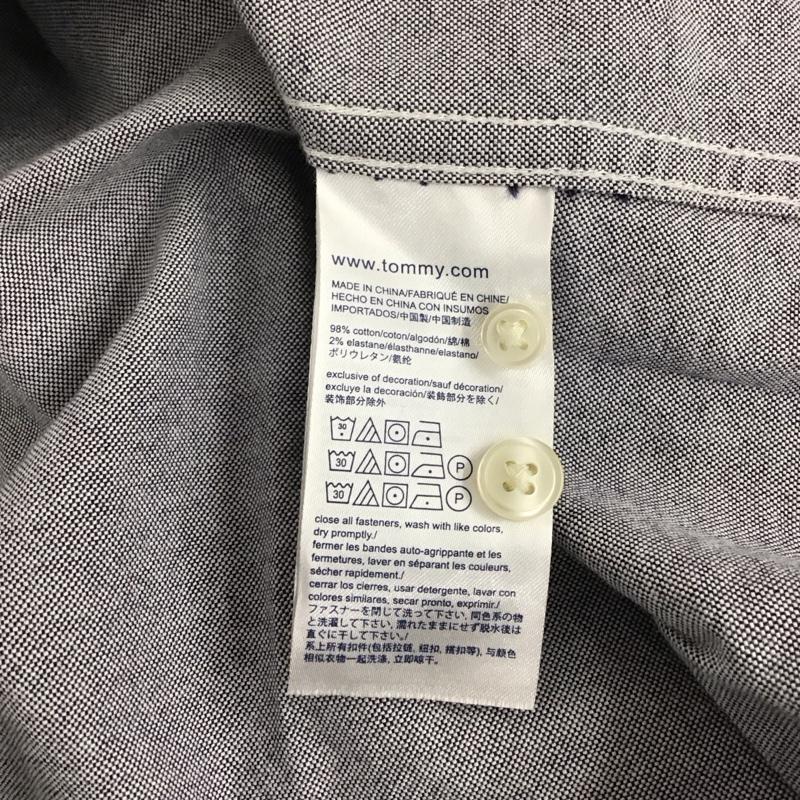 www.tommy.com
MADE IN CHINA/FABRIQUÉ EN CHINE/
HECHO EN CHINA CON INSUMOS
IMPORTADOS/中国製/中国制造
98% cotton/coton/algodón/綿/棉
2% elastane/élasthanne/elastano/
ポリウレタン/氨纶
exclusive of decoration/sauf décoration/
excluye la decoración/装飾部分を除く/
装饰部分除外
30
30 P
30 P
close all fasteners, wash with like colors,
dry promptly./
fermer les bandes auto-agrippante et les
fermetures, laver en séparant les couleurs,
sécher rapidement./
cerrar los cierres, usar detergente, lavar con
colores similares, secar pronto, exprimir./
ファスナーを閉じて洗って下さい, 同色系の物
と洗濯して下さい, 濡れたままにせず脱水後は
直ぐに干して下さい。/
系上所有扣件(包括拉链, 纽扣, 搭扣等), 与颜色
相似衣物一起洗涤, 立即晾干。